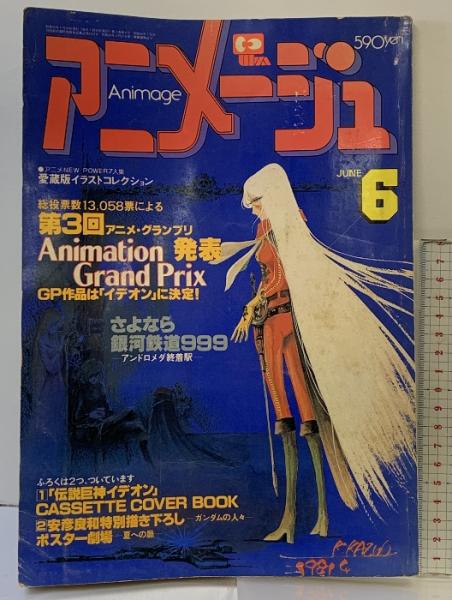 590yen
アニメージュ
Animage
JUNE
6
●アニメNEW POWER7人集
愛蔵版イラストコレクション
総投票数13,058票による
第3回アニメ・グランプリ
Animation 発表
Grand Prix
GP作品は「イデオン」に決定!
さよなら
銀河鉄道999
—アンドロメダ終着駅—
ふろくは2つ、ついています
1「伝説巨神イデオン」
CASSETTE COVER BOOK
2安彦良和特別描き下ろし—ガンダムの人々—
ポスター劇場—夏への扉—